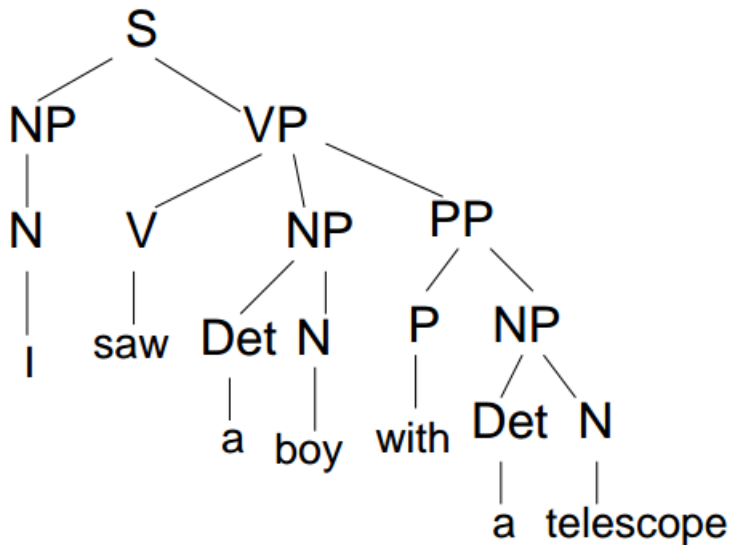 S
NP VP
N V NP PP
I saw Det N P NP
a boy with Det N
a telescope